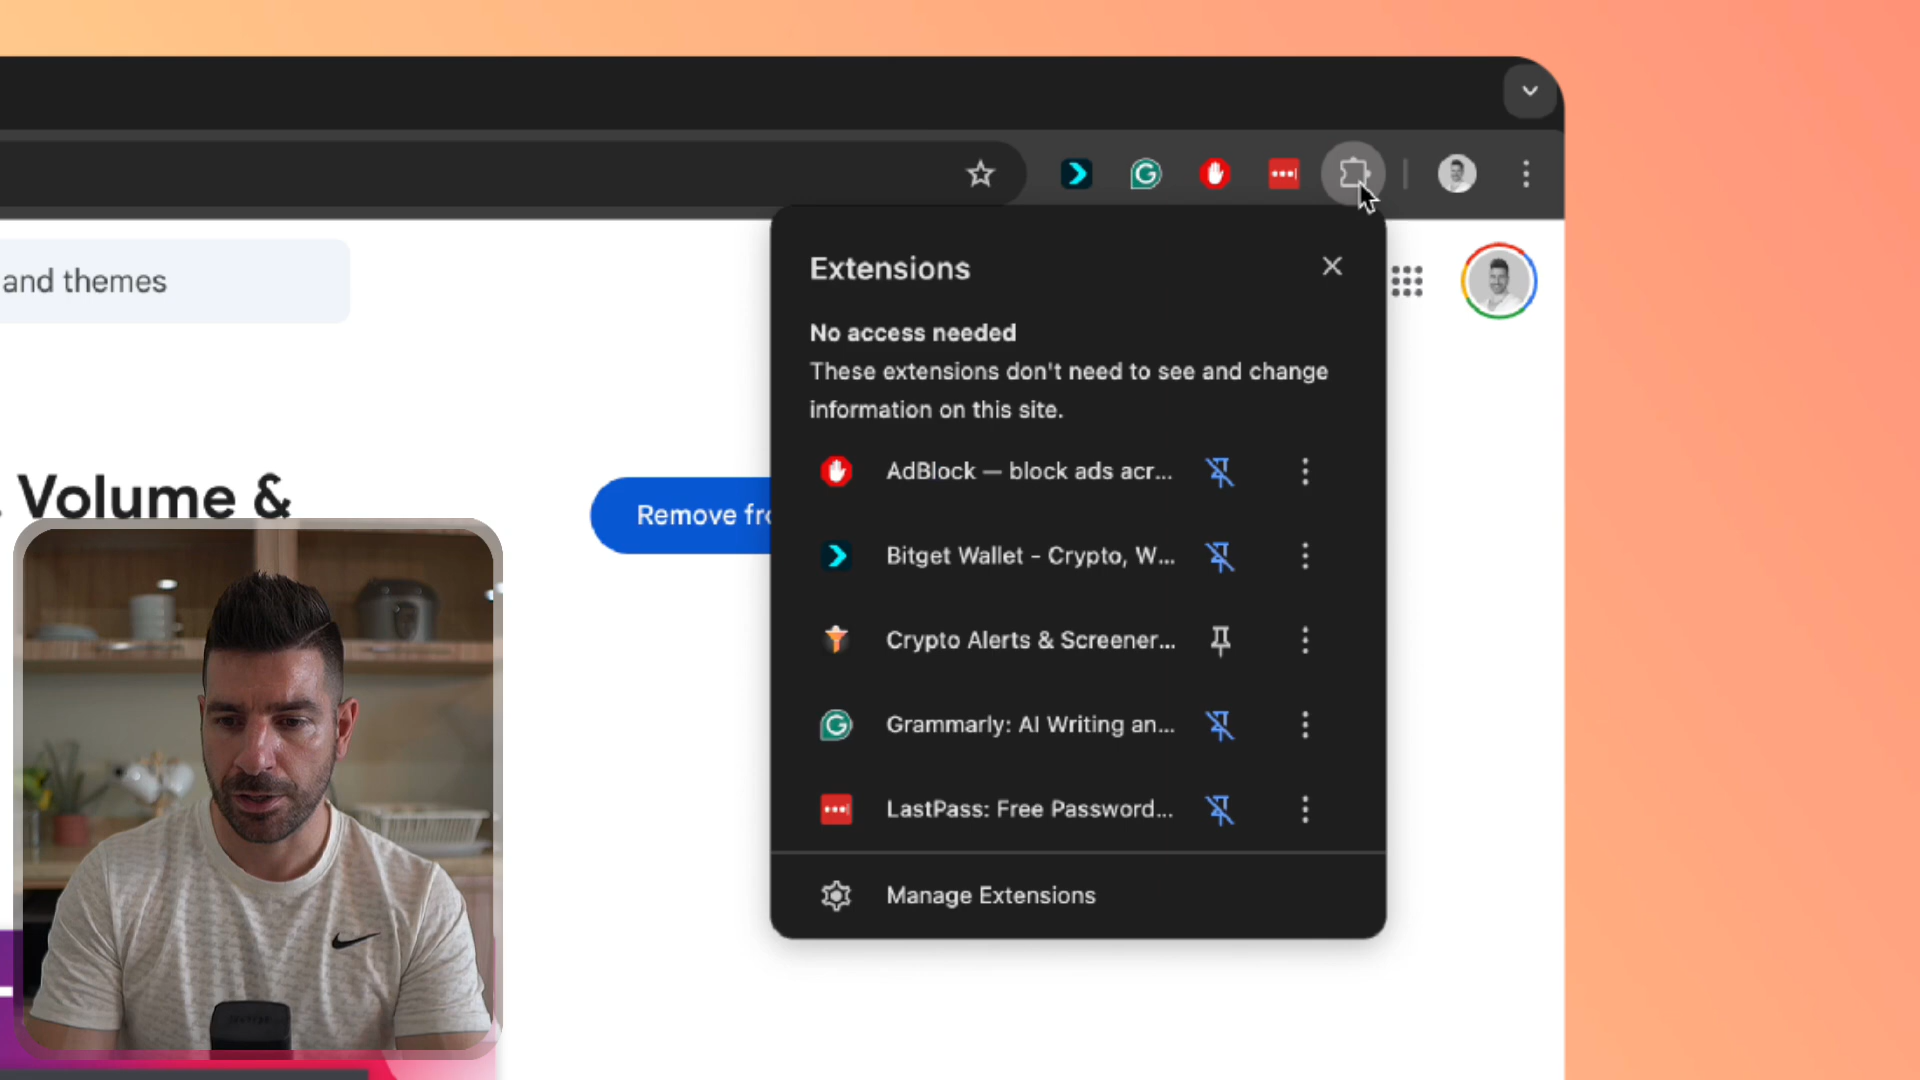 and themes
Volume &
Remove fro
Extensions
No access needed
These extensions don't need to see and change
information on this site.
AdBlock — block ads acr...
Bitget Wallet - Crypto, W...
Crypto Alerts & Screener...
Grammarly: AI Writing an...
LastPass: Free Password...
Manage Extensions